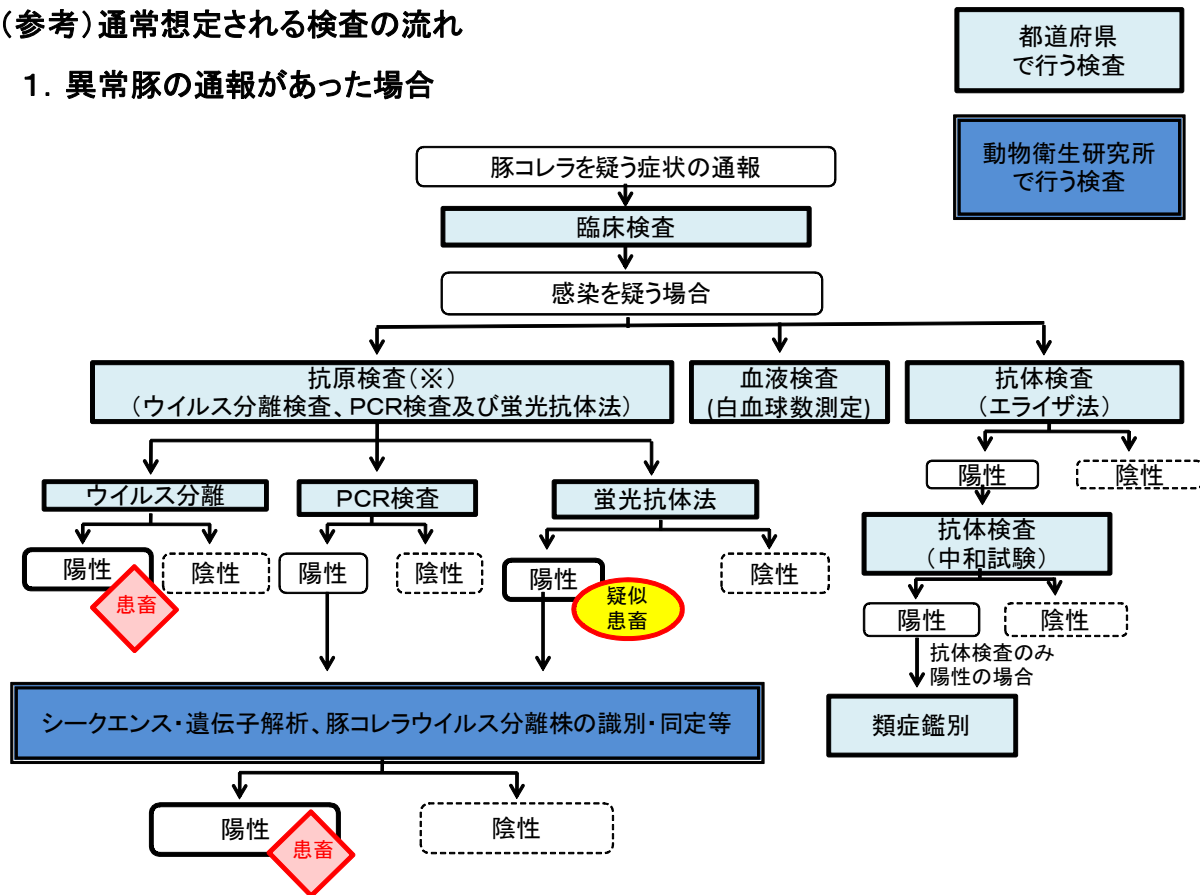 (参考)通常想定される検査の流れ
1．異常豚の通報があった場合
都道府県
で行う検査
動物衛生研究所
で行う検査
豚コレラを疑う症状の通報
臨床検査
感染を疑う場合
抗原検査(※)
(ウイルス分離検査、PCR検査及び蛍光抗体法)
血液検査
(白血球数測定)
抗体検査
(エライザ法)
陽性
陰性
ウイルス分離
PCR検査
蛍光抗体法
抗体検査
(中和試験)
陽性
患畜
陰性
陽性
陰性
陽性
疑似
患畜
陰性
陽性
陰性
抗体検査のみ
陽性の場合
シークエンス・遺伝子解析、豚コレラウイルス分離株の識別・同定等
類症鑑別
陽性
患畜
陰性